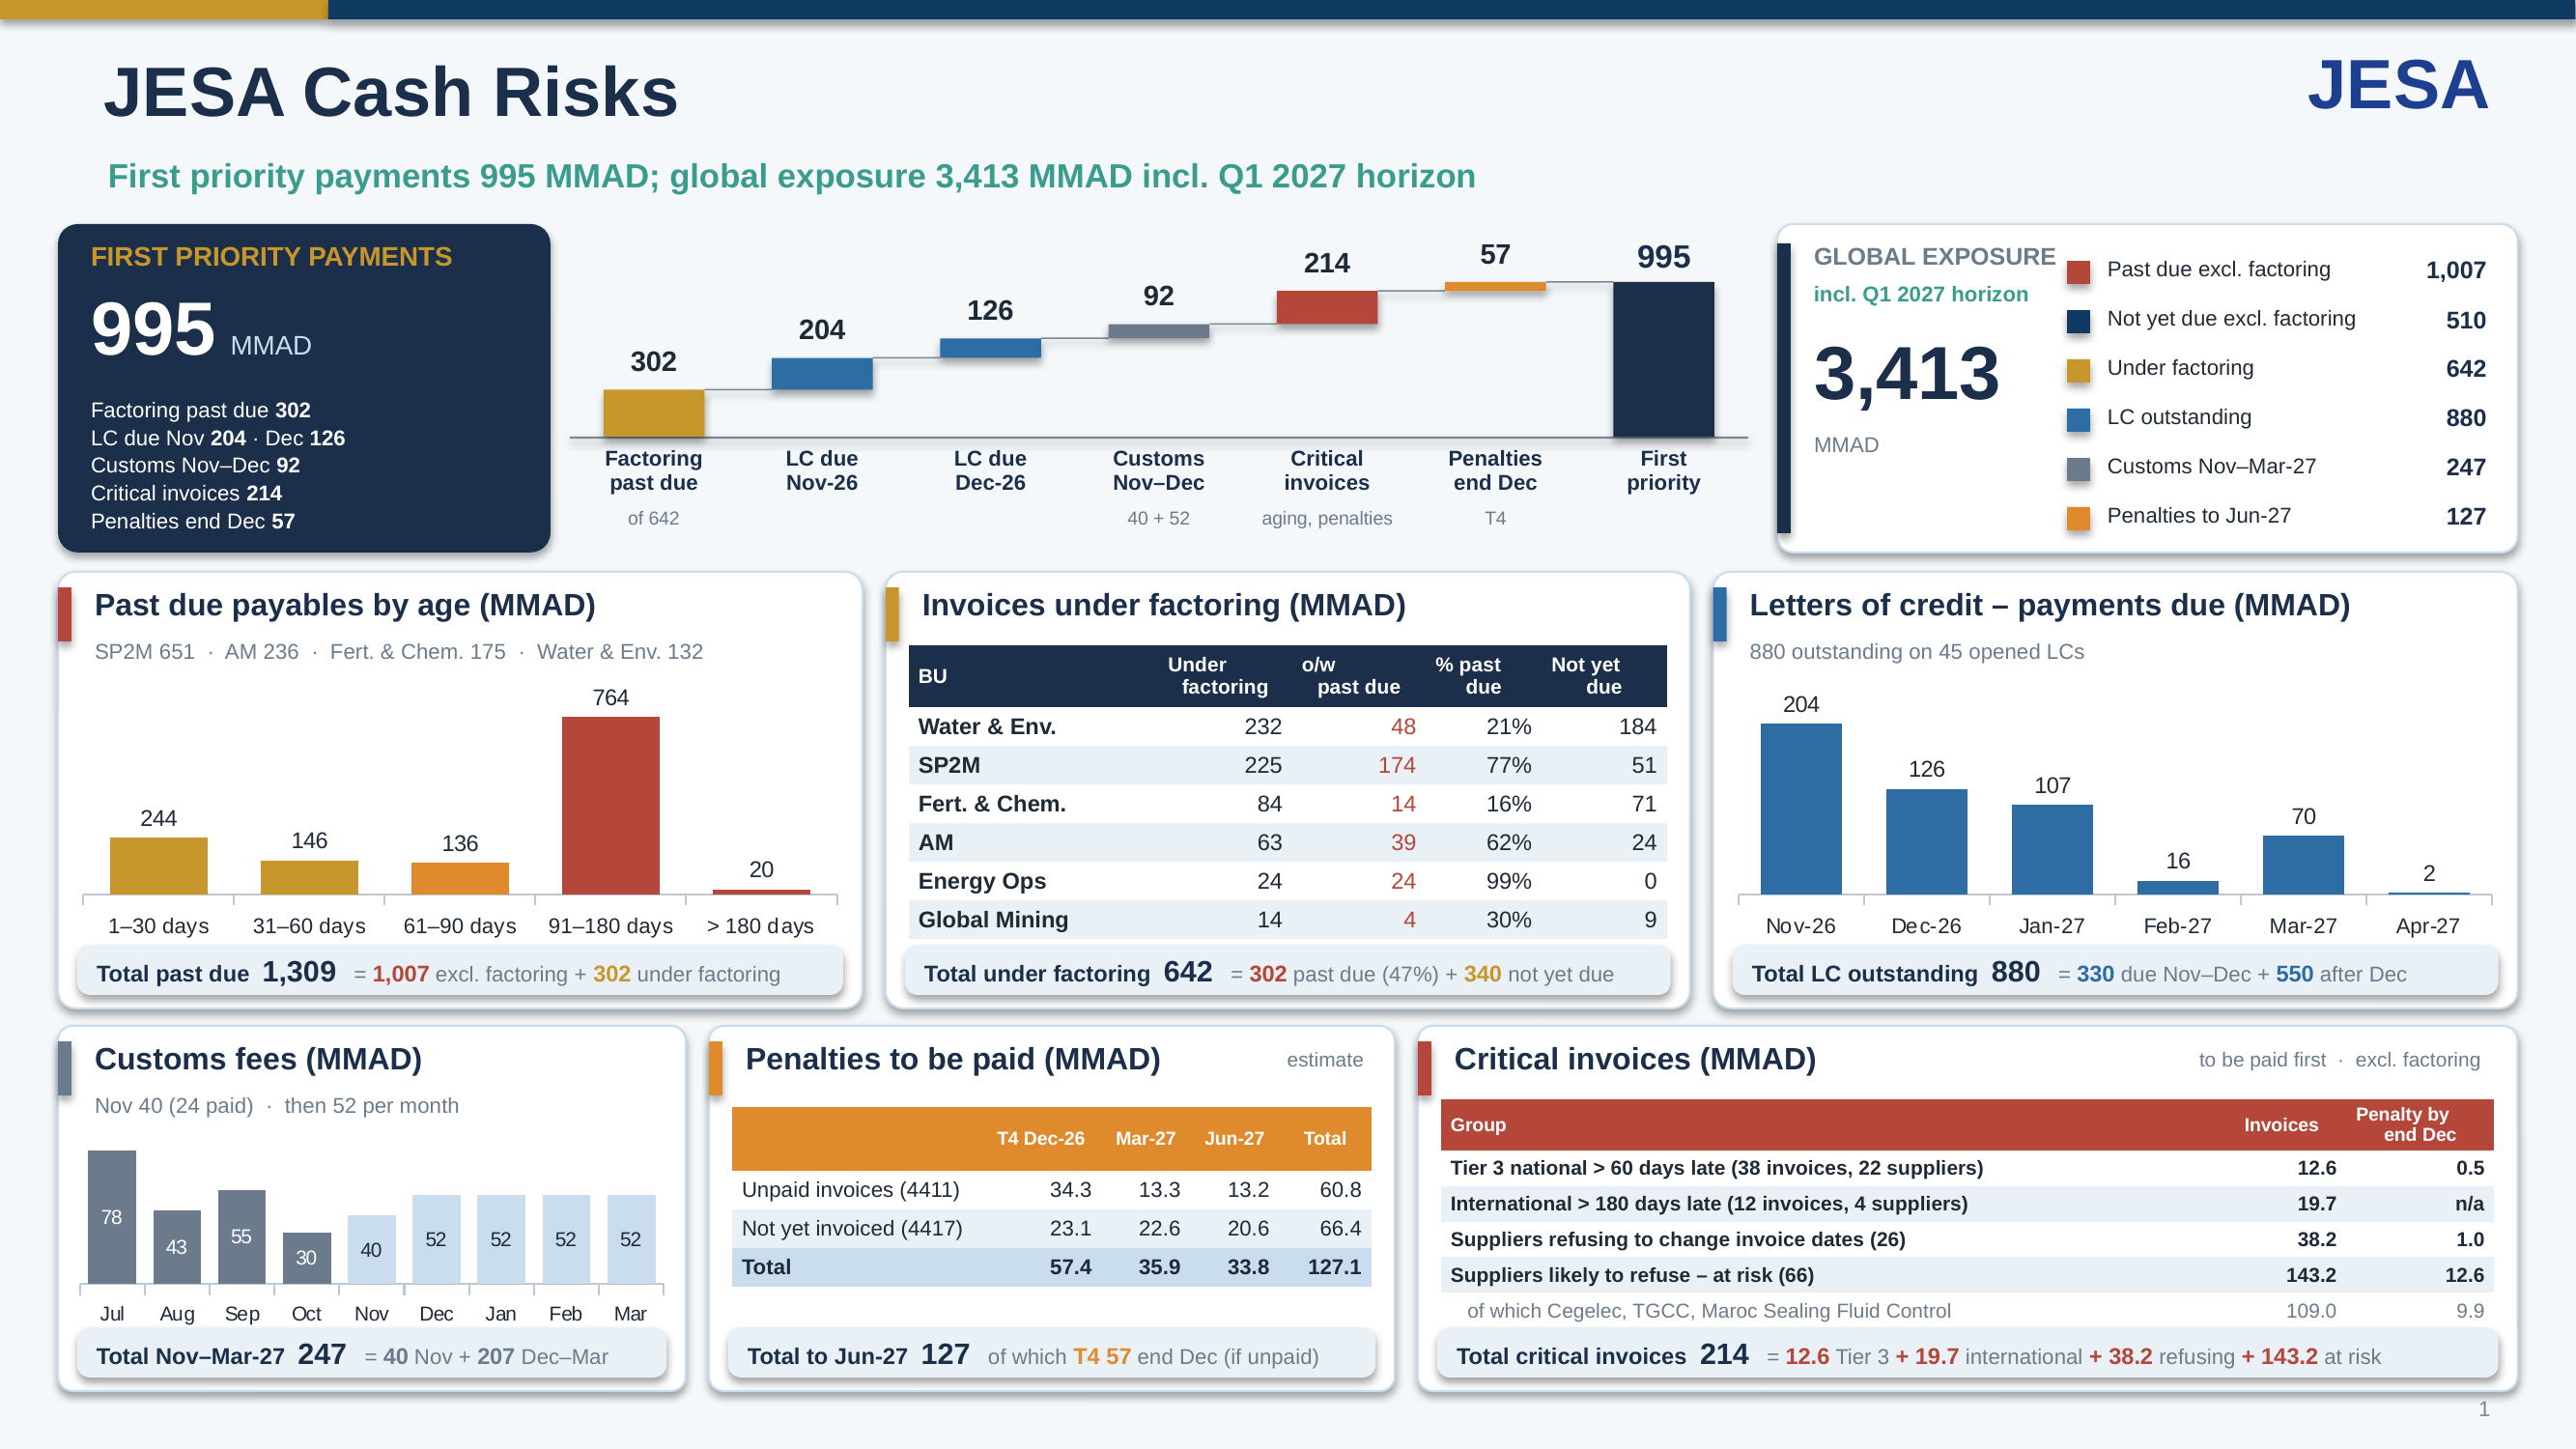 JESA Cash Risks
JESA
First priority payments 995 MMAD; global exposure 3,413 MMAD incl. Q1 2027 horizon
FIRST PRIORITY PAYMENTS
995 MMAD
Factoring past due 302
LC due Nov 204 · Dec 126
Customs Nov–Dec 92
Critical invoices 214
Penalties end Dec 57
302
204
126
92
214
57
995
Factoring past due
of 642
LC due Nov-26
LC due Dec-26
Customs Nov–Dec
40 + 52
Critical invoices
aging, penalties
Penalties end Dec
T4
First priority
GLOBAL EXPOSURE
incl. Q1 2027 horizon
3,413
MMAD
Past due excl. factoring 1,007
Not yet due excl. factoring 510
Under factoring 642
LC outstanding 880
Customs Nov–Mar-27 247
Penalties to Jun-27 127
Past due payables by age (MMAD)
SP2M 651 · AM 236 · Fert. & Chem. 175 · Water & Env. 132
244 146 136 764 20
1–30 days 31–60 days 61–90 days 91–180 days > 180 days
Total past due 1,309 = 1,007 excl. factoring + 302 under factoring
Invoices under factoring (MMAD)
BU Under factoring o/w past due % past due Not yet due
Water & Env. 232 48 21% 184
SP2M 225 174 77% 51
Fert. & Chem. 84 14 16% 71
AM 63 39 62% 24
Energy Ops 24 24 99% 0
Global Mining 14 4 30% 9
Total under factoring 642 = 302 past due (47%) + 340 not yet due
Letters of credit – payments due (MMAD)
880 outstanding on 45 opened LCs
204 126 107 16 70 2
Nov-26 Dec-26 Jan-27 Feb-27 Mar-27 Apr-27
Total LC outstanding 880 = 330 due Nov–Dec + 550 after Dec
Customs fees (MMAD)
Nov 40 (24 paid) · then 52 per month
78 43 55 30 40 52 52 52 52
Jul Aug Sep Oct Nov Dec Jan Feb Mar
Total Nov–Mar-27 247 = 40 Nov + 207 Dec–Mar
Penalties to be paid (MMAD) estimate
T4 Dec-26 Mar-27 Jun-27 Total
Unpaid invoices (4411) 34.3 13.3 13.2 60.8
Not yet invoiced (4417) 23.1 22.6 20.6 66.4
Total 57.4 35.9 33.8 127.1
Total to Jun-27 127 of which T4 57 end Dec (if unpaid)
Critical invoices (MMAD) to be paid first · excl. factoring
Group Invoices Penalty by end Dec
Tier 3 national > 60 days late (38 invoices, 22 suppliers) 12.6 0.5
International > 180 days late (12 invoices, 4 suppliers) 19.7 n/a
Suppliers refusing to change invoice dates (26) 38.2 1.0
Suppliers likely to refuse – at risk (66) 143.2 12.6
of which Cegelec, TGCC, Maroc Sealing Fluid Control 109.0 9.9
Total critical invoices 214 = 12.6 Tier 3 + 19.7 international + 38.2 refusing + 143.2 at risk
1